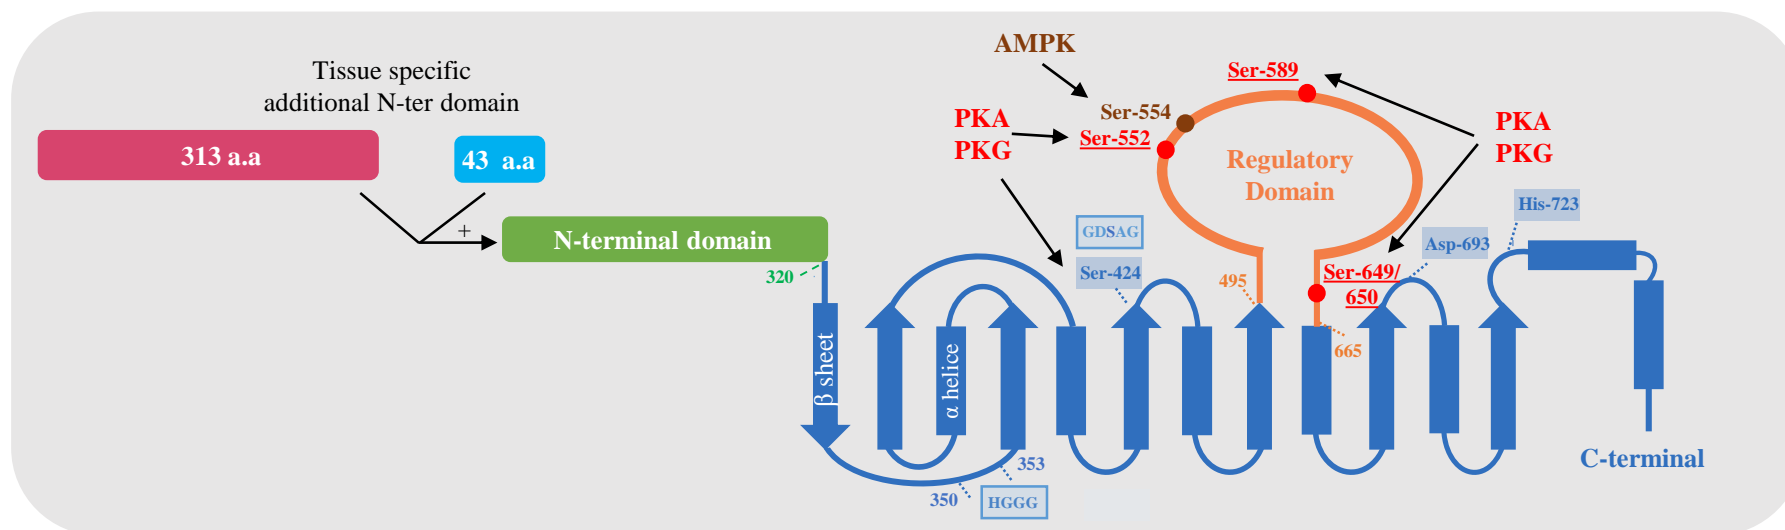 Tissue specific
additional N-ter domain
313 a.a
43 a.a
+
N-terminal domain
320
β sheet
α helice
350
353
HGGG
AMPK
PKA
PKG
Ser-554
Ser-552
Ser-589
Regulatory
Domain
PKA
PKG
GDSAG
Ser-424
495
Ser-649/
650
665
Asp-693
His-723
C-terminal